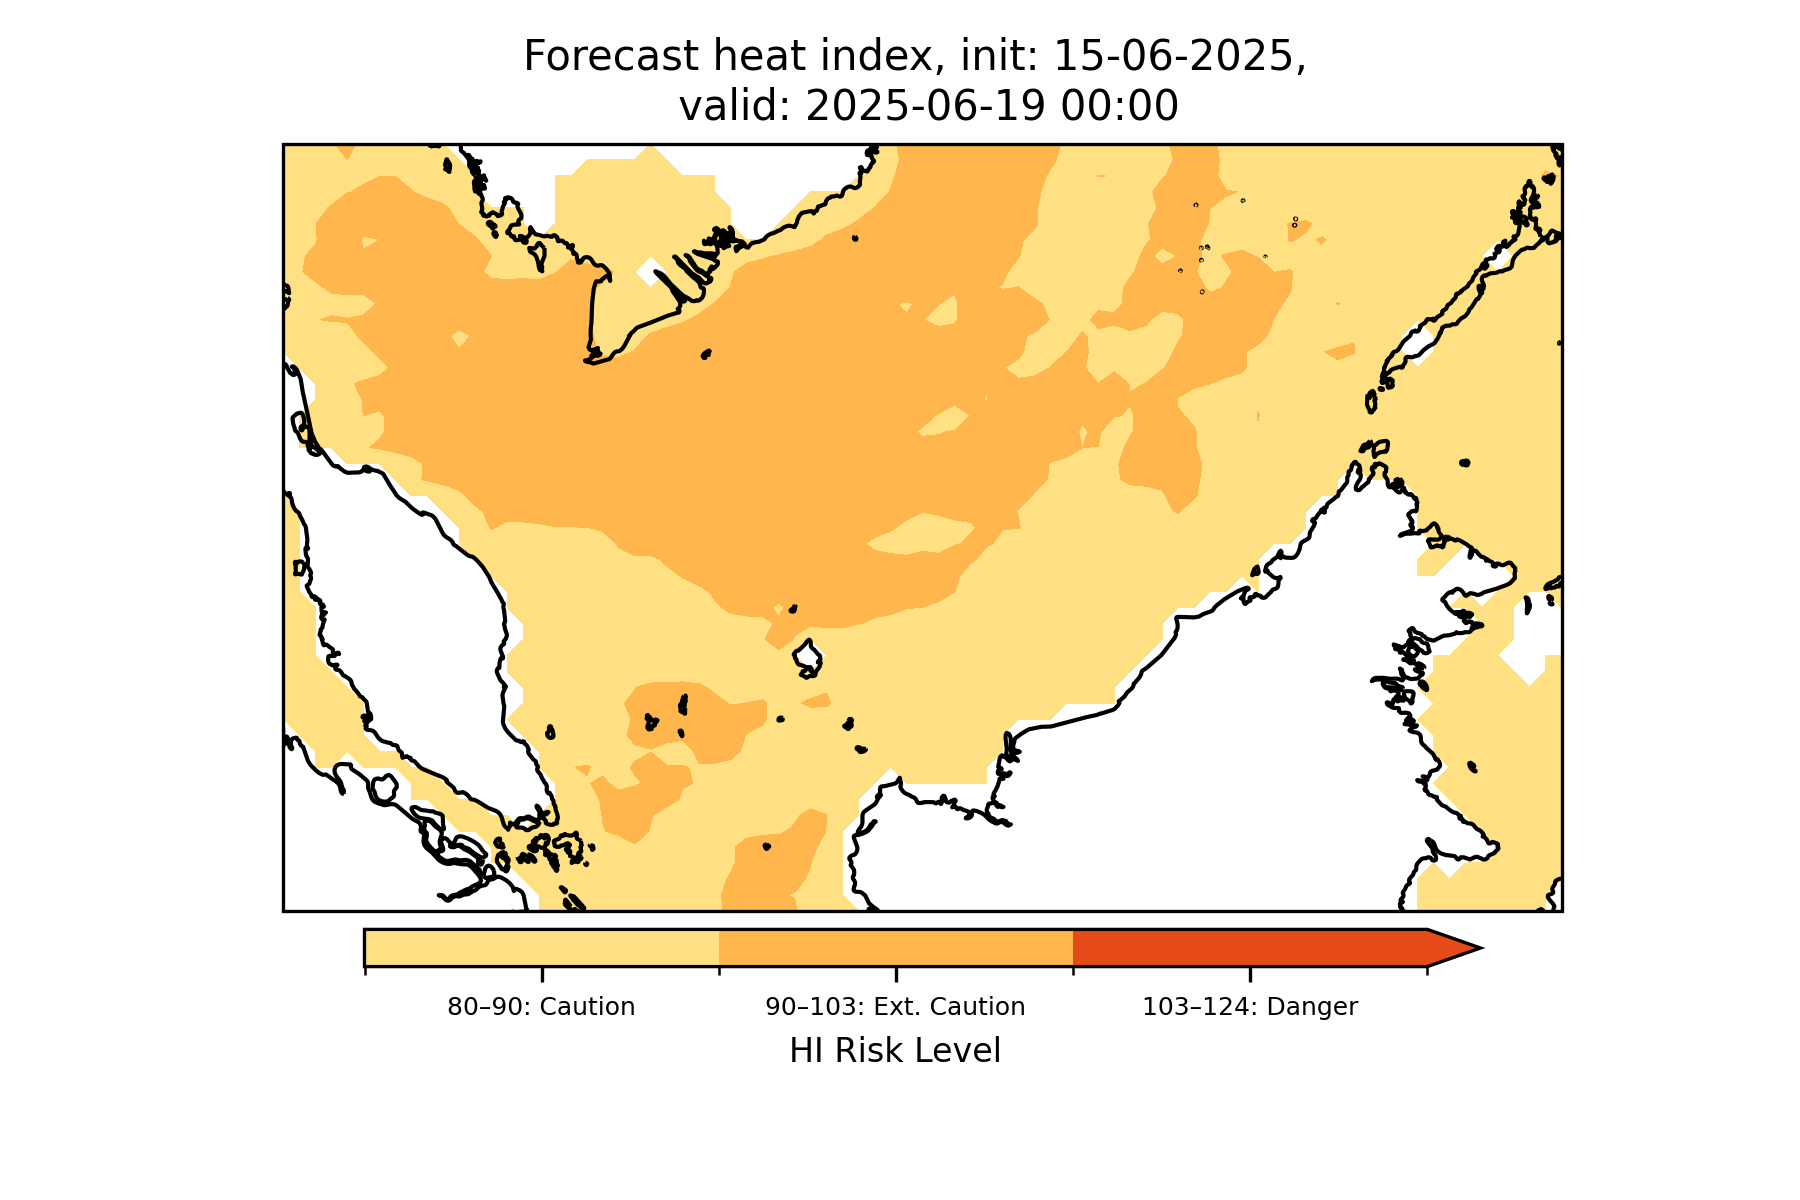 Forecast heat index, init: 15-06-2025,
valid: 2025-06-19 00:00
80–90: Caution
90–103: Ext. Caution
103–124: Danger
HI Risk Level